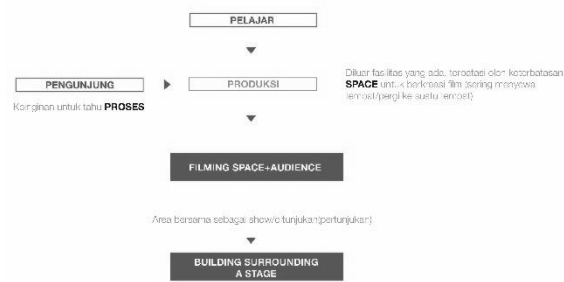 PELAJAR
PENGUNJUNG
PRODUKSI
Keinginan untuk tahu PROSES
Diluar fasilitas yang ada, terbatasi oleh keterbatasan
SPACE untuk berkreasi film (sering menyewa
tempat/pergi ke suatu tempat)
FILMING SPACE+AUDIENCE
Area bersama sebagai show/ditunjukan(pertunjukan)
BUILDING SURROUNDING
A STAGE